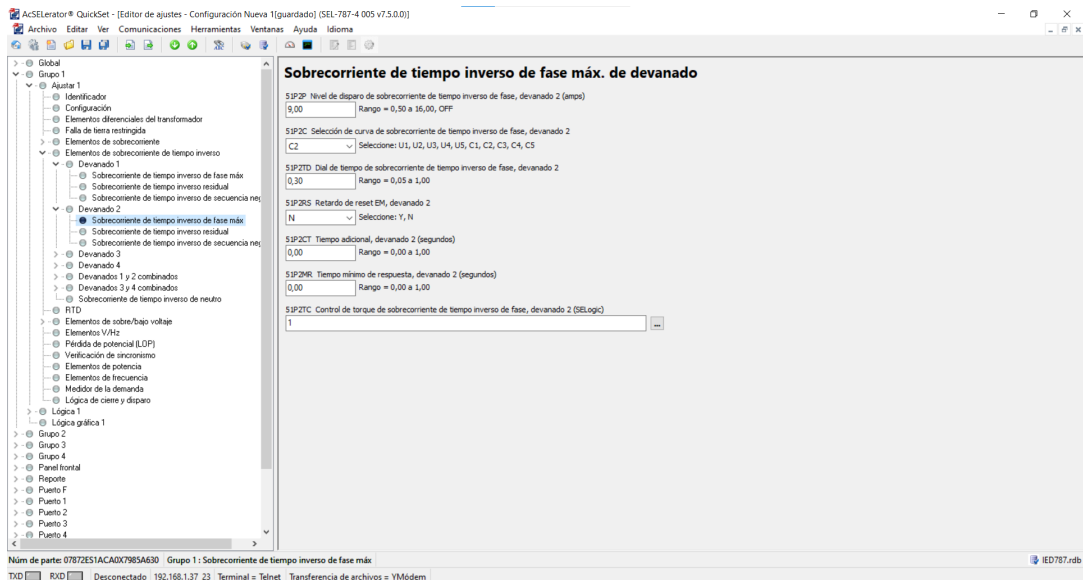 AcSELerator® QuickSet - [Editor de ajustes - Configuración Nueva 1[guardado] (SEL-787-4 005 v7.5.0.0)]
Archivo Editar Ver Comunicaciones Herramientas Ventanas Ayuda Idioma
Global
Grupo 1
Ajustar 1
Identificador
Configuración
Elementos diferenciales del transformador
Falla de tierra restringida
Elementos de sobrecorriente
Elementos de sobrecorriente de tiempo inverso
Devanado 1
Sobrecorriente de tiempo inverso de fase máx
Sobrecorriente de tiempo inverso residual
Sobrecorriente de tiempo inverso de secuencia neg
Devanado 2
Sobrecorriente de tiempo inverso de fase máx
Sobrecorriente de tiempo inverso residual
Sobrecorriente de tiempo inverso de secuencia neg
Devanado 3
Devanado 4
Devanados 1 y 2 combinados
Devanados 3 y 4 combinados
Sobrecorriente de tiempo inverso de neutro
RTD
Elementos de sobre/bajo voltaje
Elementos V/Hz
Pérdida de potencial (LOP)
Verificación de sincronismo
Elementos de potencia
Elementos de frecuencia
Medidor de la demanda
Lógica de cierre y disparo
Lógica 1
Lógica gráfica 1
Grupo 2
Grupo 3
Grupo 4
Panel frontal
Reporte
Puerto F
Puerto 1
Puerto 2
Puerto 3
Puerto 4
Sobrecorriente de tiempo inverso de fase máx. de devanado
51P2P Nivel de disparo de sobrecorriente de tiempo inverso de fase, devanado 2 (amps)
9,00 Rango = 0,50 a 16,00, OFF
51P2C Selección de curva de sobrecorriente de tiempo inverso de fase, devanado 2
C2 Seleccione: U1, U2, U3, U4, U5, C1, C2, C3, C4, C5
51P2TD Dial de tiempo de sobrecorriente de tiempo inverso de fase, devanado 2
0,30 Rango = 0,05 a 1,00
51P2RS Retardo de reset EM, devanado 2
N Seleccione: Y, N
51P2CT Tiempo adicional, devanado 2 (segundos)
0,00 Rango = 0,00 a 1,00
51P2MR Tiempo mínimo de respuesta, devanado 2 (segundos)
0,00 Rango = 0,00 a 1,00
51P2TC Control de torque de sobrecorriente de tiempo inverso de fase, devanado 2 (SELogic)
1 ...
Núm de parte: 07872ES1ACA0X7985A630 Grupo 1 : Sobrecorriente de tiempo inverso de fase máx IED787.rdb
TXD RXD Desconectado 192.168.1.37 23 Terminal = Telnet Transferencia de archivos = YMódem